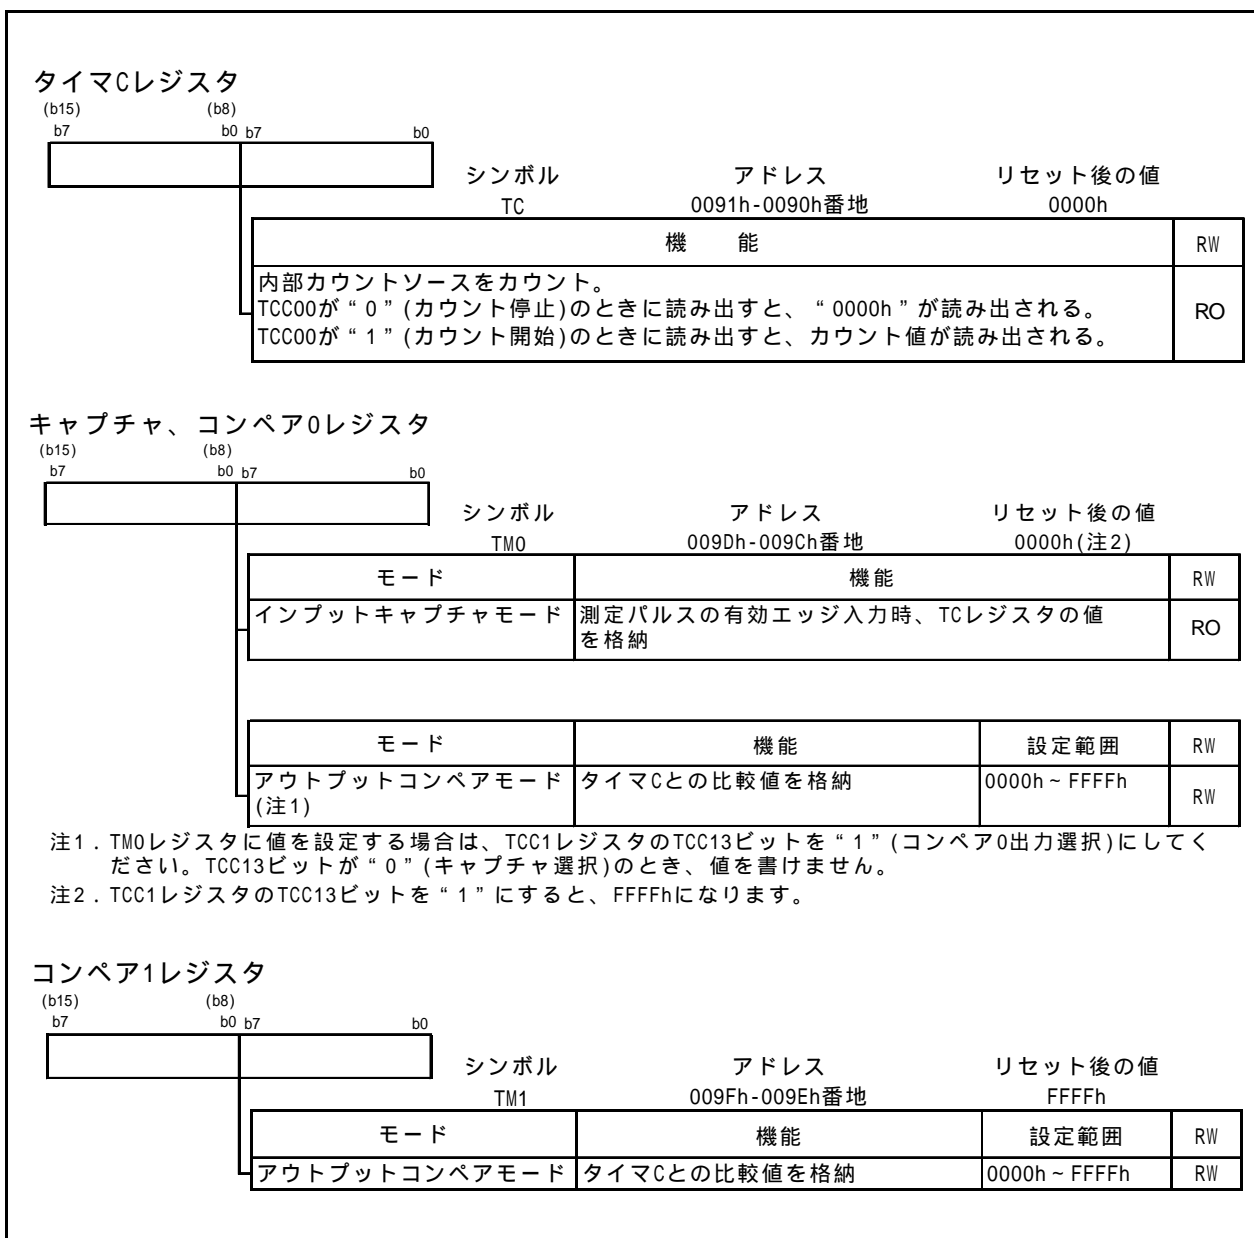 タイマCレジスタ
(b15) (b8)
b7 b0 b7 b0
シンボル アドレス リセット後の値
TC 0091h-0090h番地 0000h
機 能 RW
内部カウントソースをカウント。
TCC00が“0”(カウント停止)のときに読み出すと、“0000h”が読み出される。
TCC00が“1”(カウント開始)のときに読み出すと、カウント値が読み出される。
RO
キャプチャ、コンペア0レジスタ
(b15) (b8)
b7 b0 b7 b0
シンボル アドレス リセット後の値
TM0 009Dh-009Ch番地 0000h(注2)
モード 機能 RW
インプットキャプチャモード 測定パルスの有効エッジ入力時、TCレジスタの値
を格納
RO
モード 機能 設定範囲 RW
アウトプットコンペアモード タイマCとの比較値を格納 0000h~FFFFh
(注1)
RW
注1.TM0レジスタに値を設定する場合は、TCC1レジスタのTCC13ビットを“1”(コンペア0出力選択)にしてく
ださい。TCC13ビットが“0”(キャプチャ選択)のとき、値を書けません。
注2.TCC1レジスタのTCC13ビットを“1”にすると、FFFFhになります。
コンペア1レジスタ
(b15) (b8)
b7 b0 b7 b0
シンボル アドレス リセット後の値
TM1 009Fh-009Eh番地 FFFFh
モード 機能 設定範囲 RW
アウトプットコンペアモード タイマCとの比較値を格納 0000h~FFFFh RW